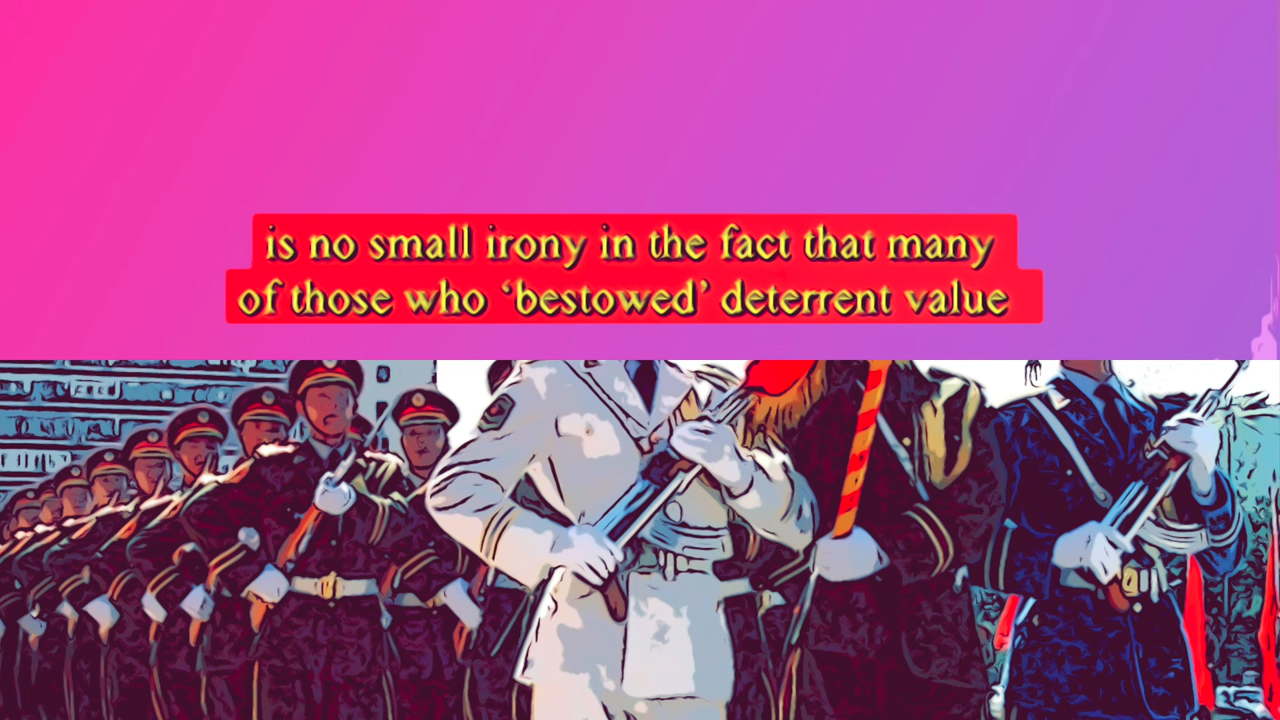 is no small irony in the fact that many
of those who ‘bestowed’ deterrent value